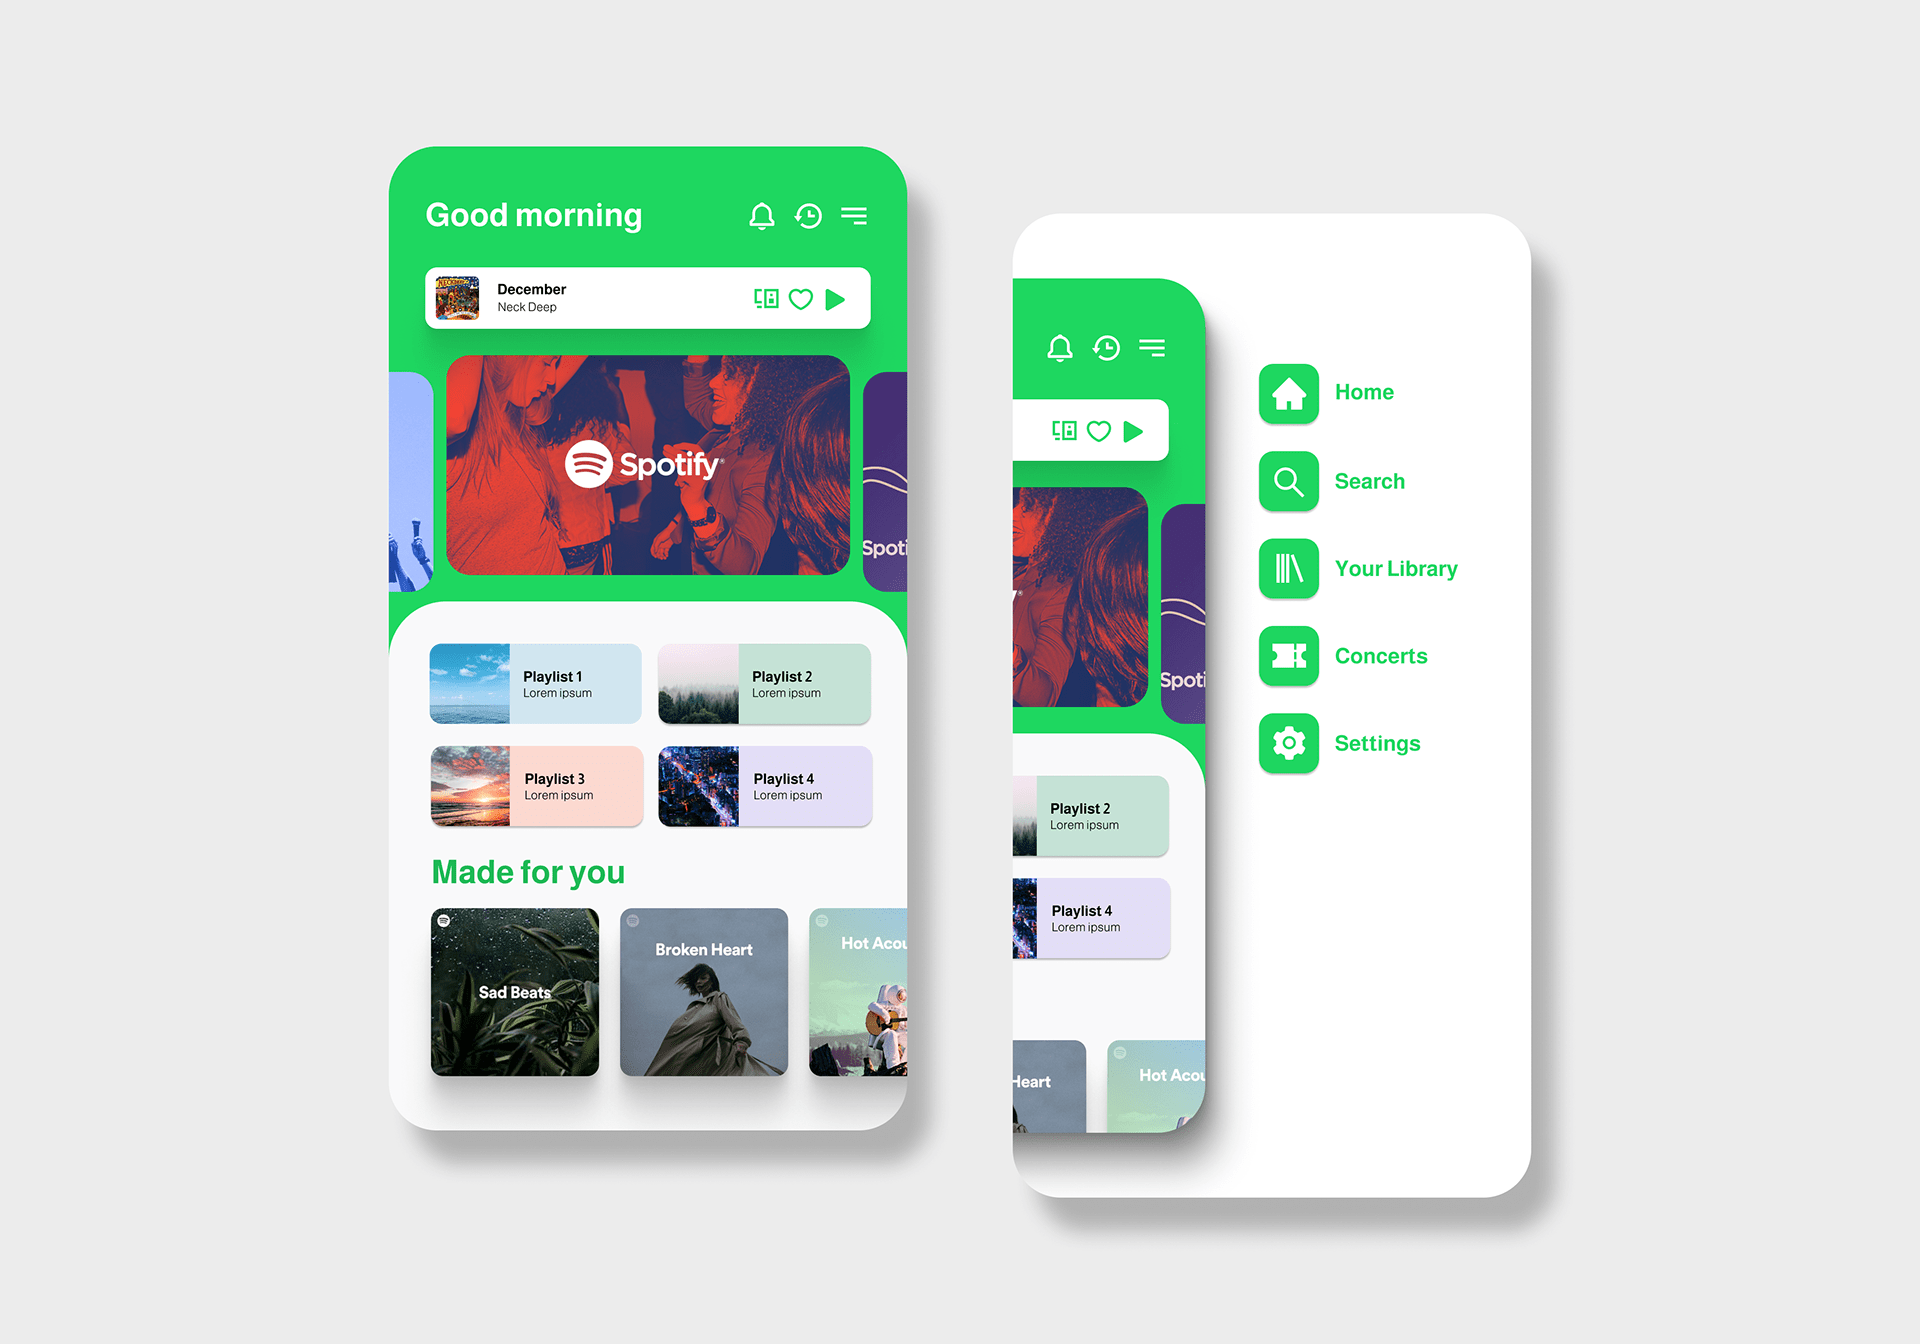 Good morning
December
Neck Deep
Spotify®
Spoti
Playlist 1
Lorem ipsum
Playlist 2
Lorem ipsum
Playlist 3
Lorem ipsum
Playlist 4
Lorem ipsum
Made for you
Sad Beats
Broken Heart
Hot Acou
Home
Search
Your Library
Concerts
Settings
y®
Spoti
Playlist 2
Lorem ipsum
Playlist 4
Lorem ipsum
Heart
Hot Acou